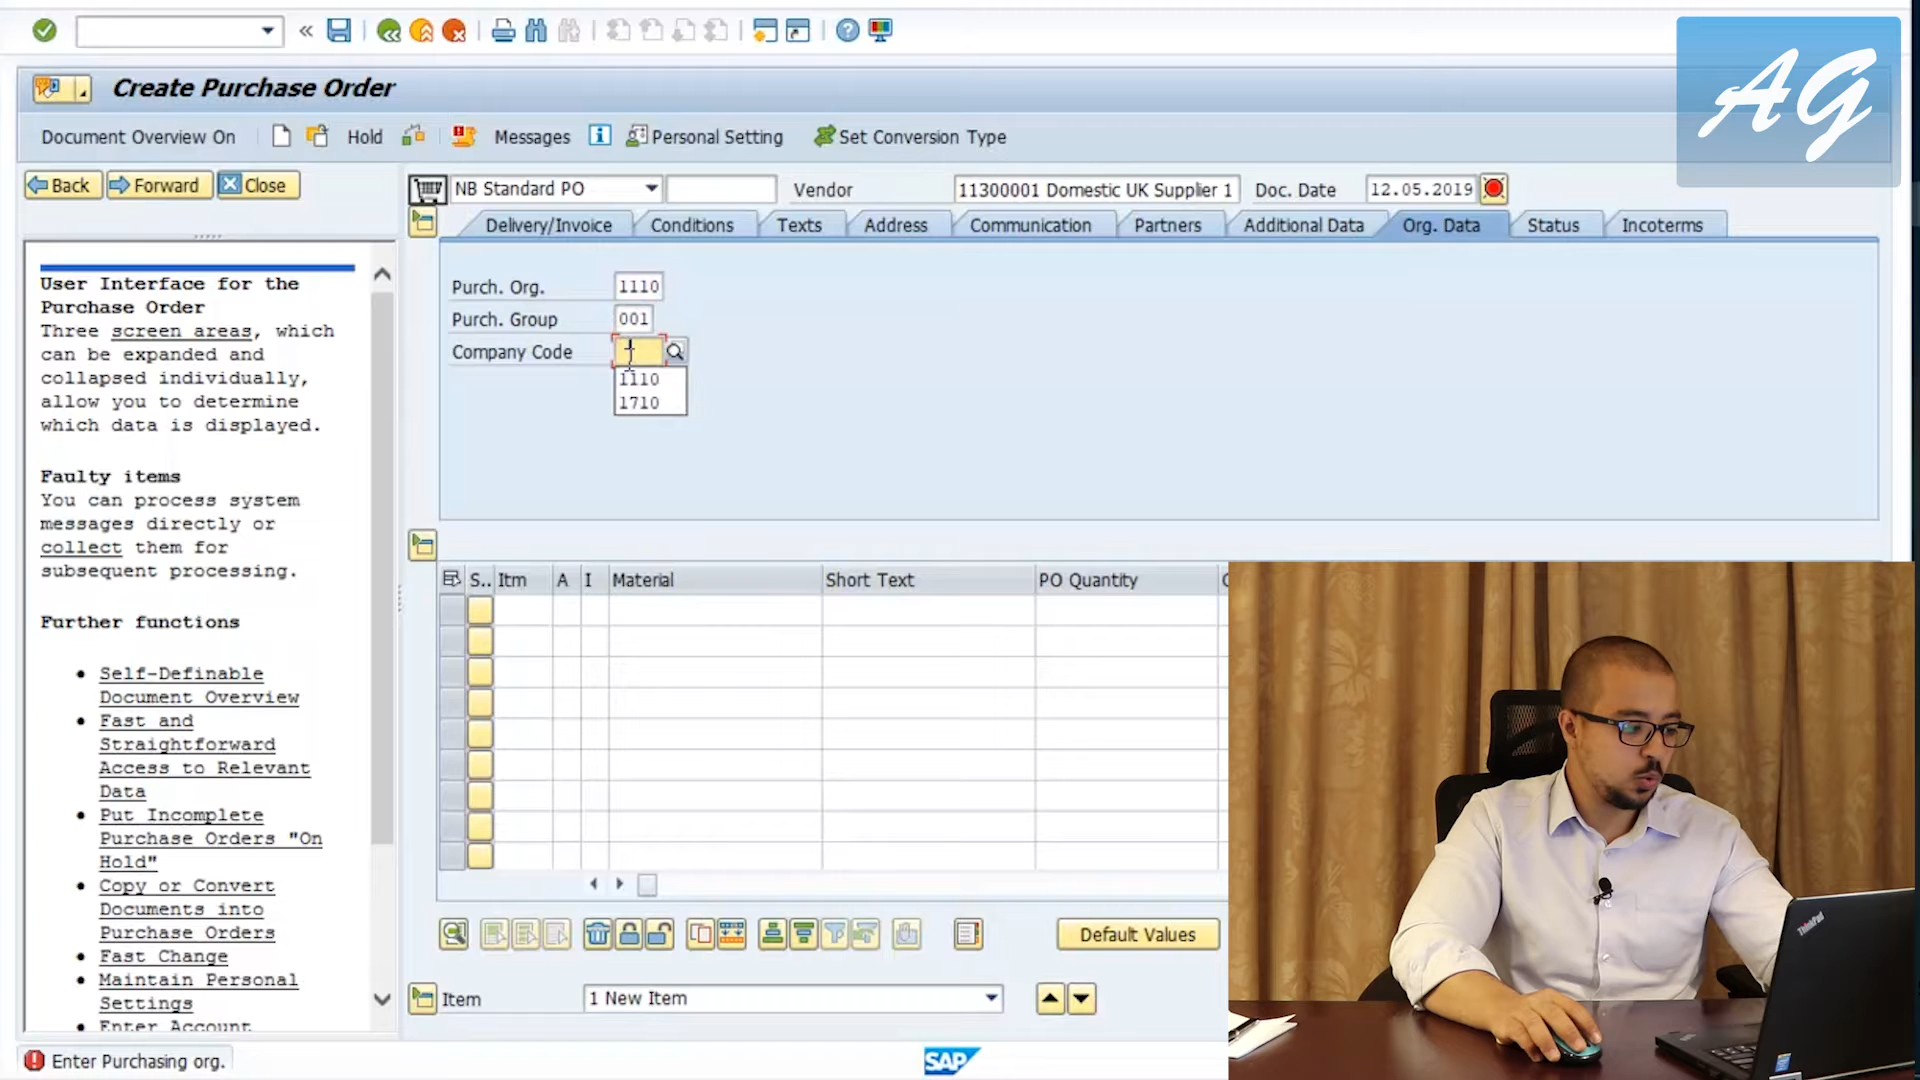 AG
Create Purchase Order
Document Overview On Hold Messages Personal Setting Set Conversion Type
Back Forward Close
NB Standard PO Vendor 11300001 Domestic UK Supplier 1 Doc. Date 12.05.2019
Delivery/Invoice Conditions Texts Address Communication Partners Additional Data Org. Data Status Incoterms
User Interface for the
Purchase Order
Three screen areas, which
can be expanded and
collapsed individually,
allow you to determine
which data is displayed.
Faulty items
You can process system
messages directly or
collect them for
subsequent processing.
Further functions
Self-Definable
Document Overview
Fast and
Straightforward
Access to Relevant
Data
Put Incomplete
Purchase Orders "On
Hold"
Copy or Convert
Documents into
Purchase Orders
Fast Change
Maintain Personal
Settings
Enter Account
Purch. Org. 1110
Purch. Group 001
Company Code
1110
1710
S.. Itm A I Material Short Text PO Quantity
Default Values
Item 1 New Item
Enter Purchasing org.
SAP
ThinkPad